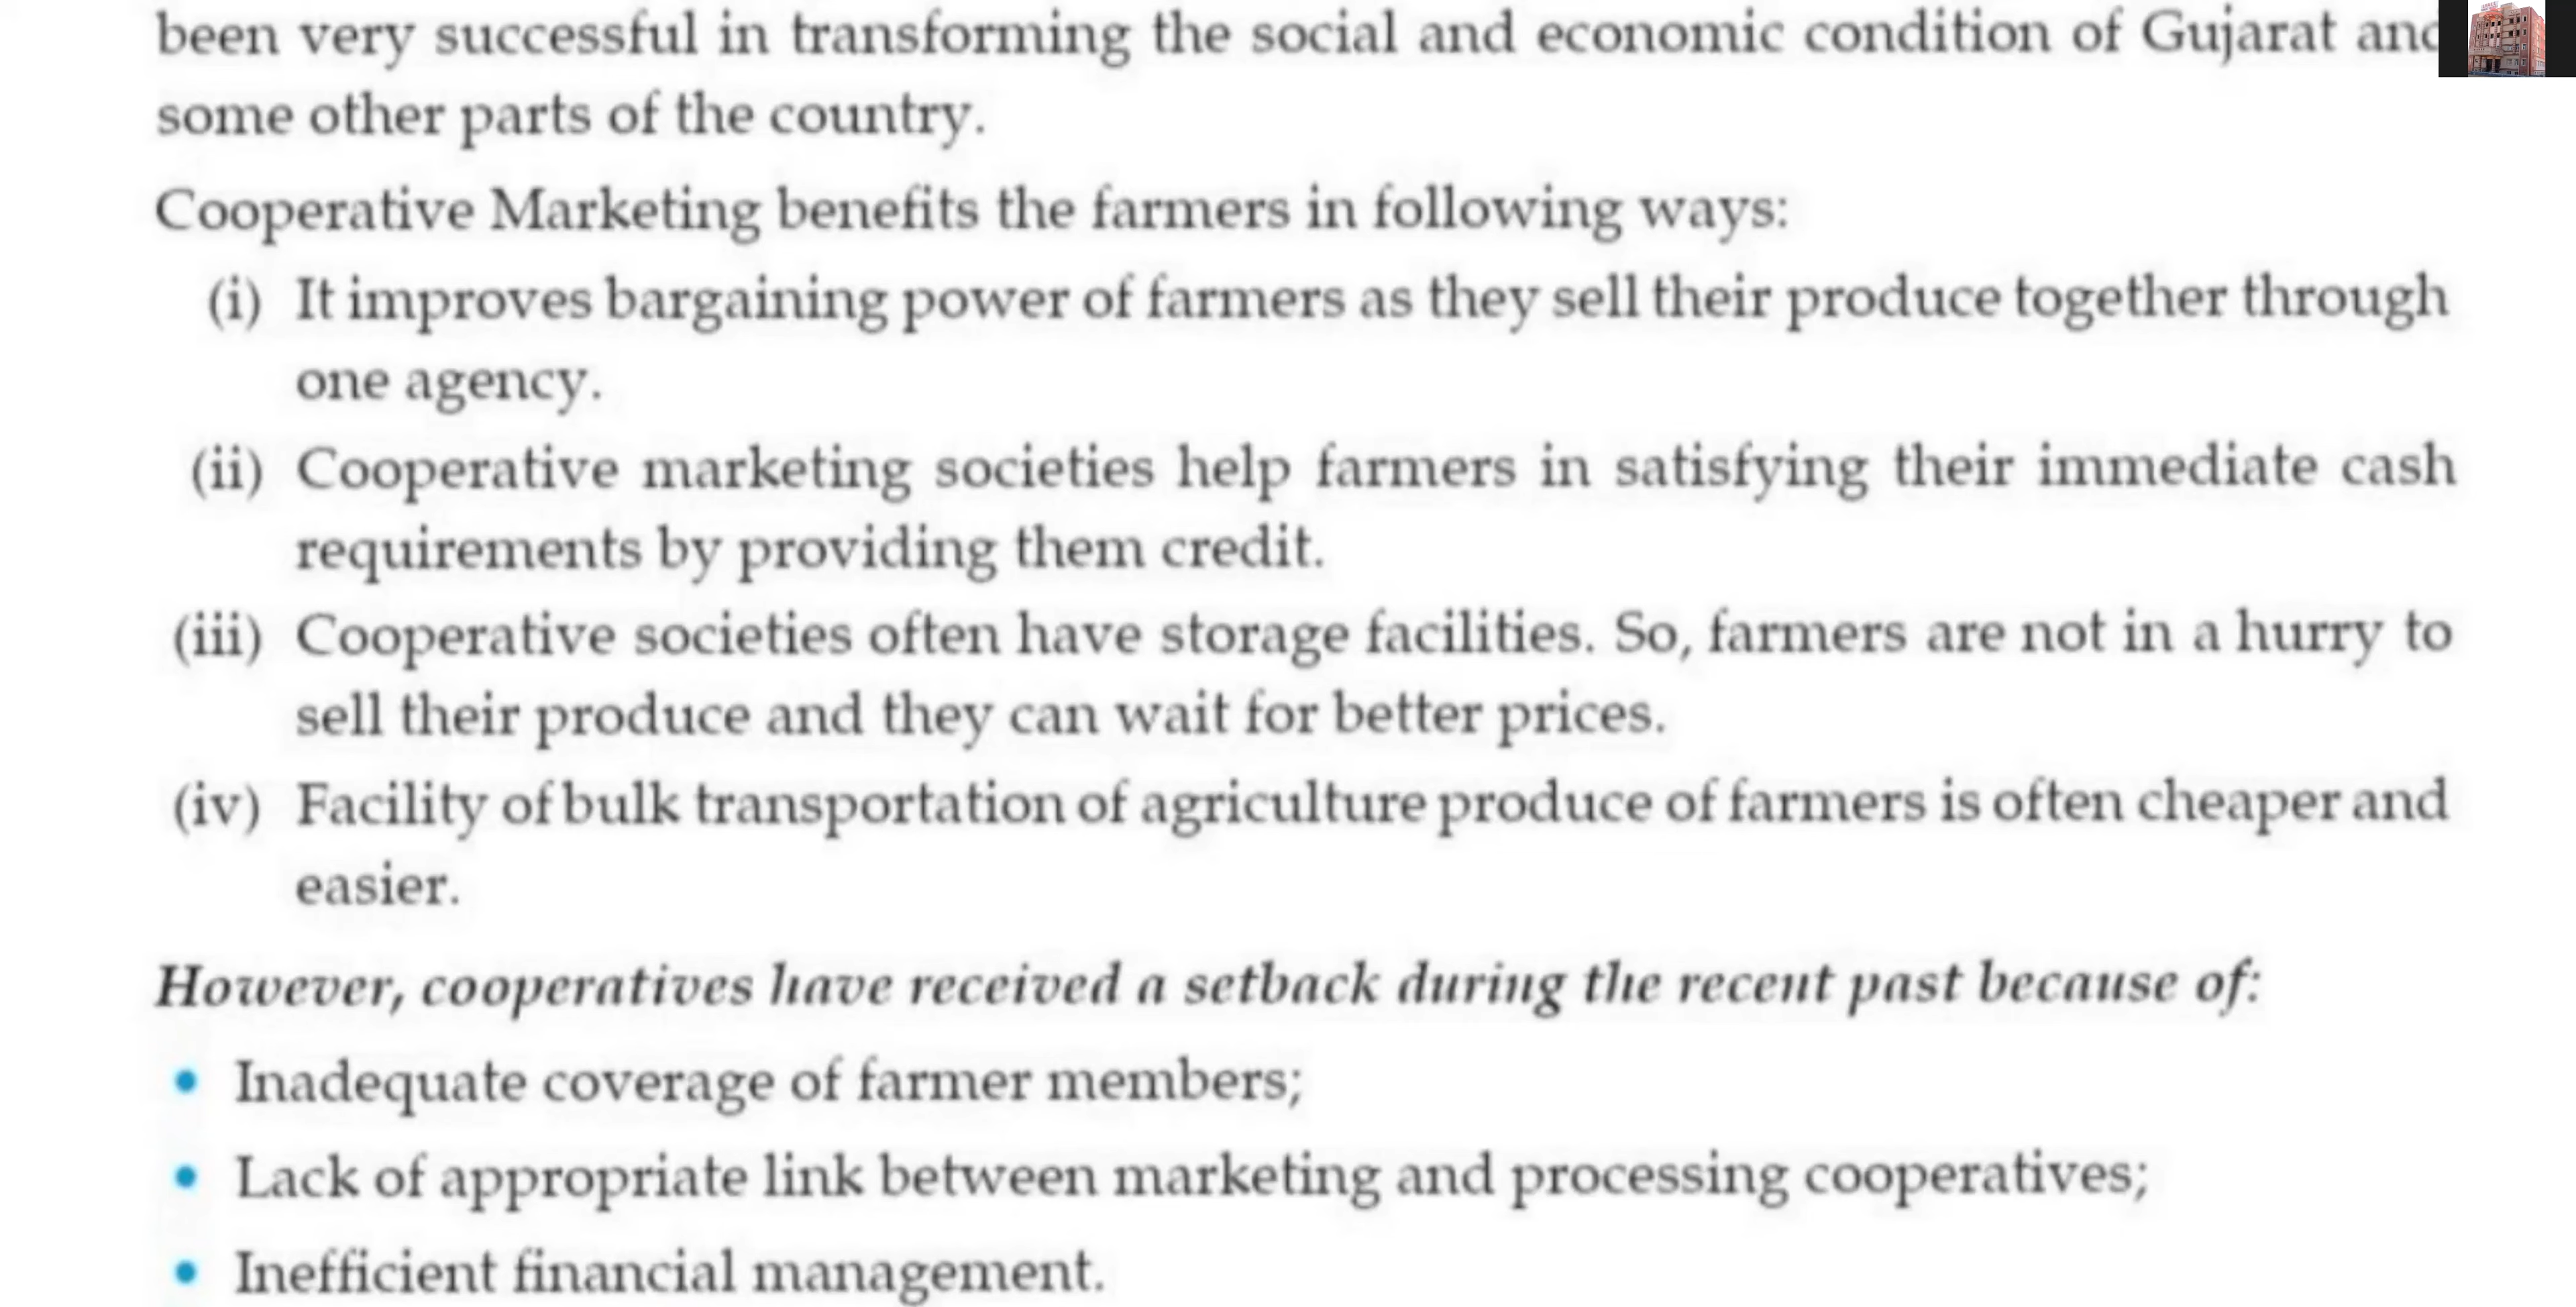 been very successful in transforming the social and economic condition of Gujarat and
some other parts of the country.
Cooperative Marketing benefits the farmers in following ways:
(i) It improves bargaining power of farmers as they sell their produce together through
one agency.
(ii) Cooperative marketing societies help farmers in satisfying their immediate cash
requirements by providing them credit.
(iii) Cooperative societies often have storage facilities. So, farmers are not in a hurry to
sell their produce and they can wait for better prices.
(iv) Facility of bulk transportation of agriculture produce of farmers is often cheaper and
easier.
However, cooperatives have received a setback during the recent past because of:
• Inadequate coverage of farmer members;
• Lack of appropriate link between marketing and processing cooperatives;
• Inefficient financial management.